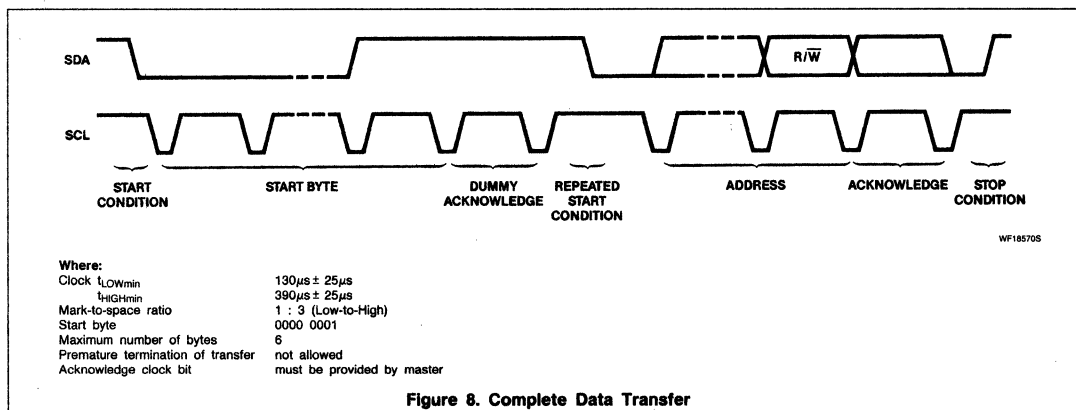 SDA
R/W̅
SCL
START CONDITION
START BYTE
DUMMY ACKNOWLEDGE
REPEATED START CONDITION
ADDRESS
ACKNOWLEDGE
STOP CONDITION
WF18570S
Where:
Clock tLOWmin 130µs ± 25µs
tHIGHmin 390µs ± 25µs
Mark-to-space ratio 1 : 3 (Low-to-High)
Start byte 0000 0001
Maximum number of bytes 6
Premature termination of transfer not allowed
Acknowledge clock bit must be provided by master
Figure 8. Complete Data Transfer